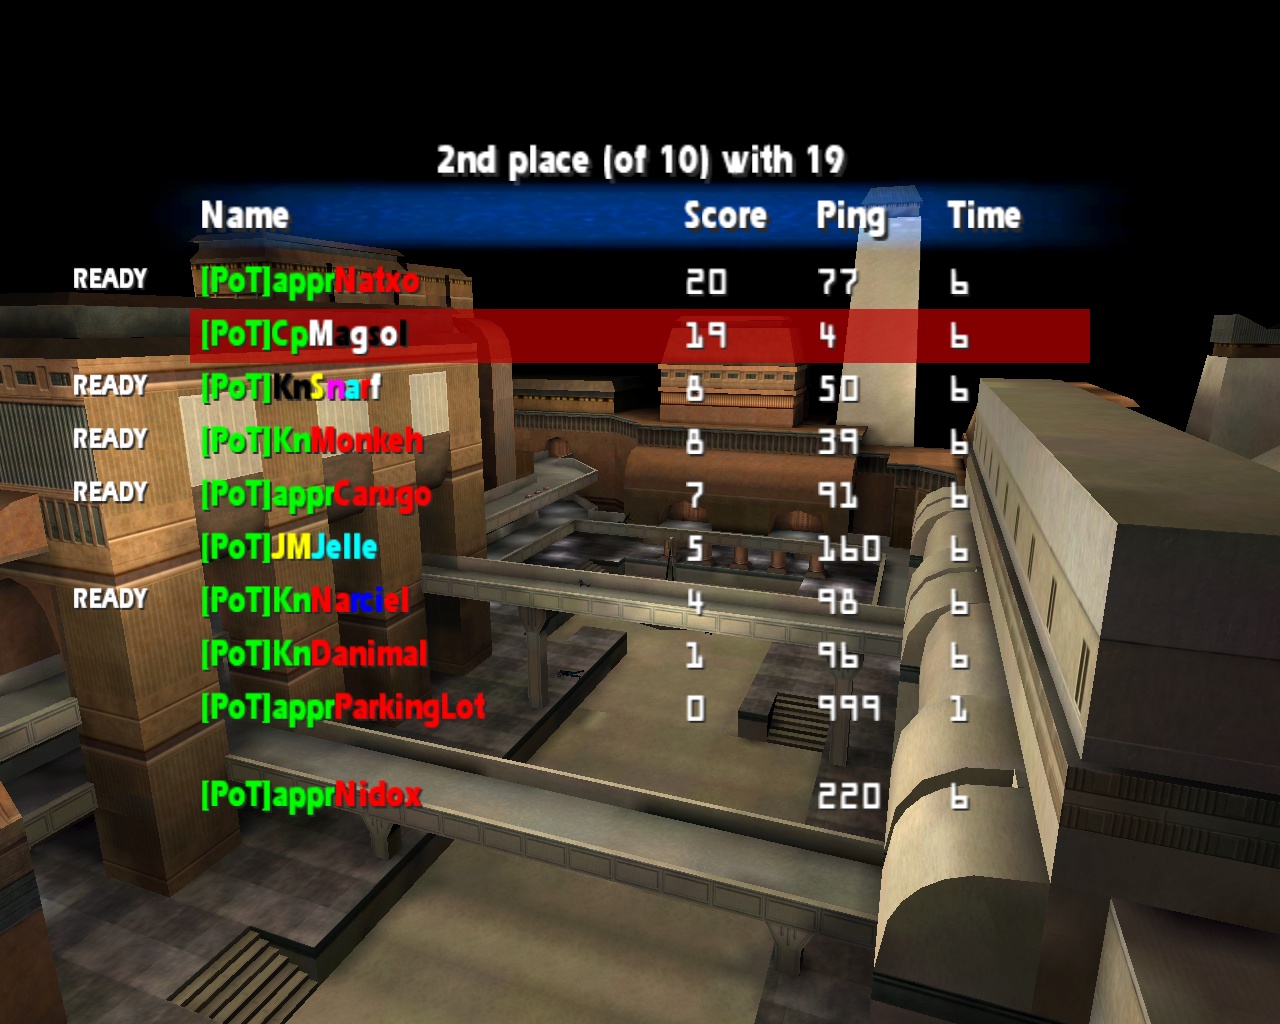 2nd place (of 10) with 19
Name Score Ping Time
READY [PoT]apprNatxo 20 77 6
[PoT]CpMagsol 19 4 6
READY [PoT]KnSnarf 8 50 6
READY [PoT]KnMonkeh 8 39 6
READY [PoT]apprCarugo 7 91 6
[PoT]JMJelle 5 160 6
READY [PoT]KnNarciel 4 98 6
[PoT]KnDanimal 1 96 6
[PoT]apprParkingLot 0 999 1
[PoT]apprNidox 220 6